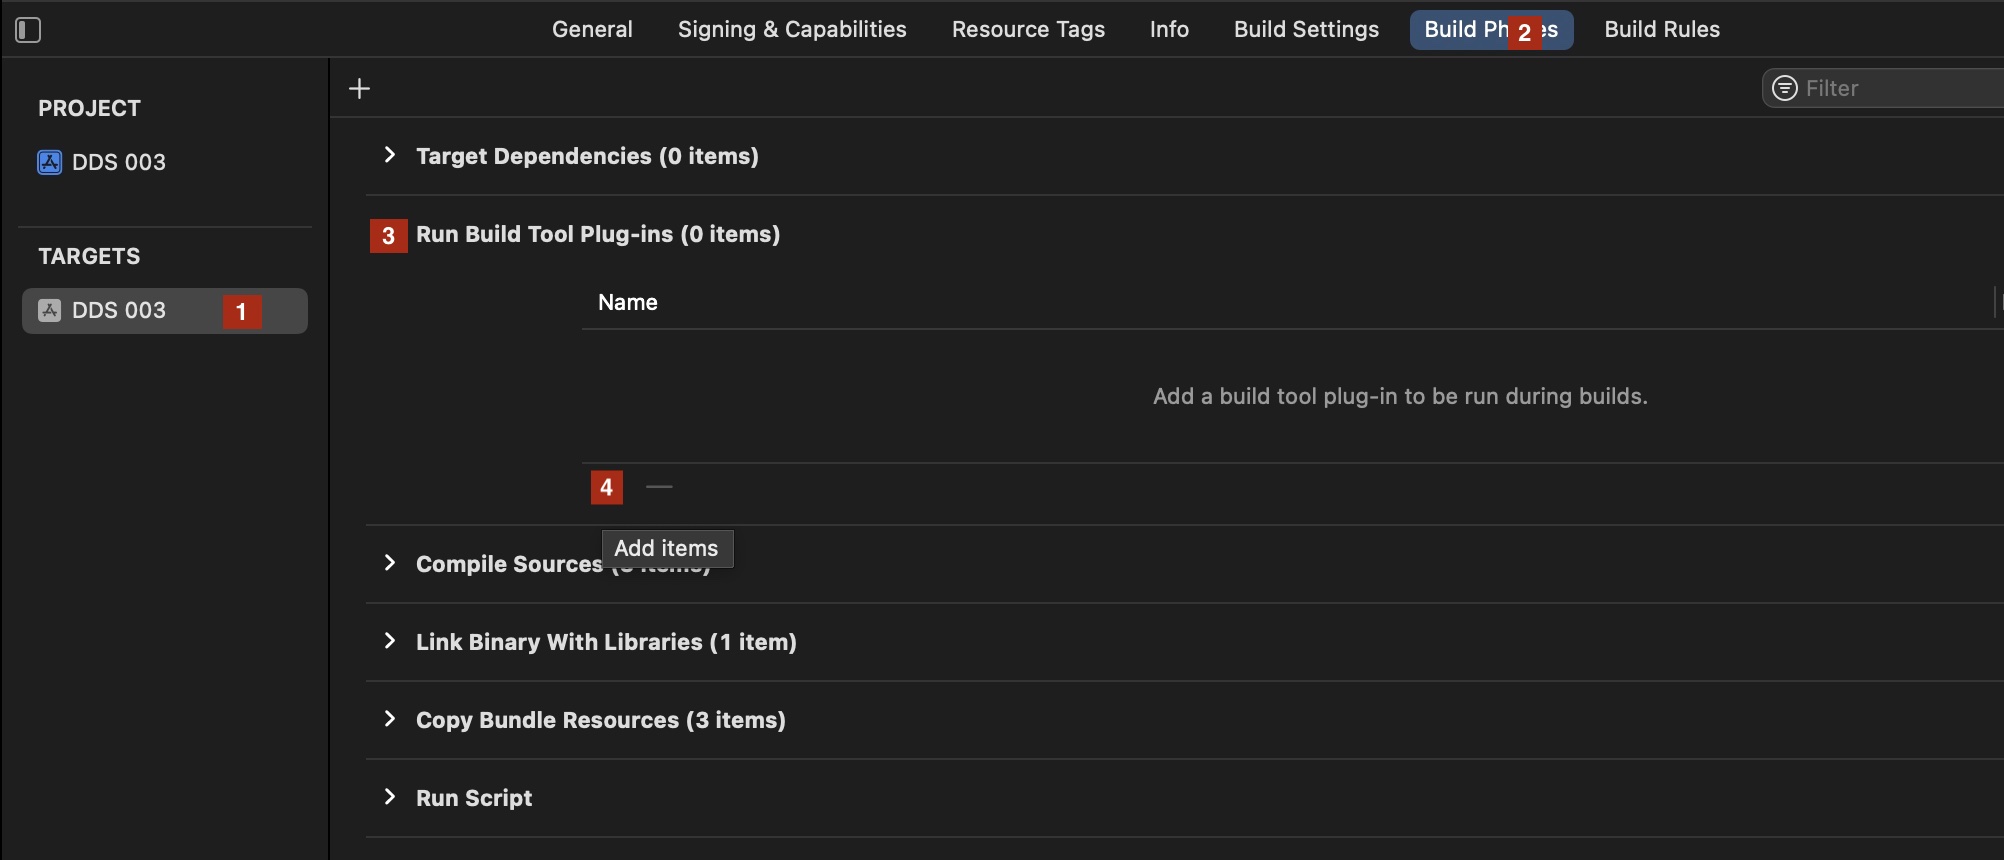 General Signing & Capabilities Resource Tags Info Build Settings Build Ph 2 es Build Rules
Filter
PROJECT
DDS 003
TARGETS
DDS 003 1
Target Dependencies (0 items)
3 Run Build Tool Plug-ins (0 items)
Name
Add a build tool plug-in to be run during builds.
4
Add items
Compile Sources
Link Binary With Libraries (1 item)
Copy Bundle Resources (3 items)
Run Script